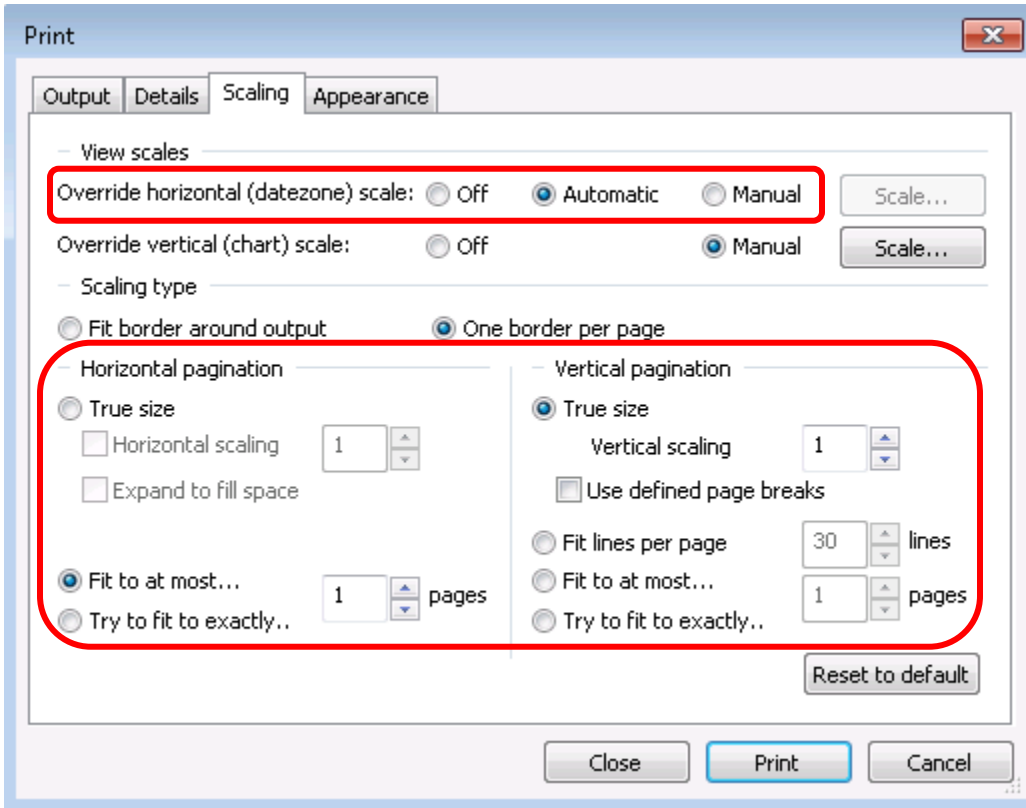 Print
Output Details Scaling Appearance
View scales
Override horizontal (datezone) scale: Off Automatic Manual Scale...
Override vertical (chart) scale: Off Manual Scale...
Scaling type
Fit border around output One border per page
Horizontal pagination
True size
Horizontal scaling 1
Expand to fill space
Fit to at most...
1 pages
Try to fit to exactly..
Vertical pagination
True size
Vertical scaling 1
Use defined page breaks
Fit lines per page 30 lines
Fit to at most...
1 pages
Try to fit to exactly..
Reset to default
Close Print Cancel